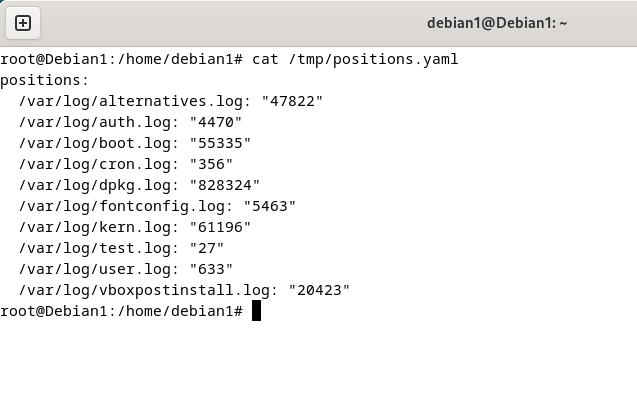 debian1@Debian1: ~
root@Debian1:/home/debian1# cat /tmp/positions.yaml
positions:
  /var/log/alternatives.log: "47822"
  /var/log/auth.log: "4470"
  /var/log/boot.log: "55335"
  /var/log/cron.log: "356"
  /var/log/dpkg.log: "828324"
  /var/log/fontconfig.log: "5463"
  /var/log/kern.log: "61196"
  /var/log/test.log: "27"
  /var/log/user.log: "633"
  /var/log/vboxpostinstall.log: "20423"
root@Debian1:/home/debian1#